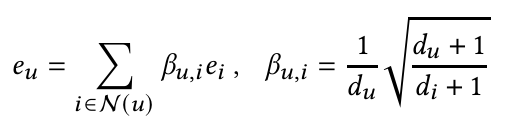 e_u = \sum_{i \in \mathcal{N}(u)} \beta_{u,i} e_i , \quad \beta_{u,i} = \frac{1}{d_u} \sqrt{\frac{d_u + 1}{d_i + 1}}